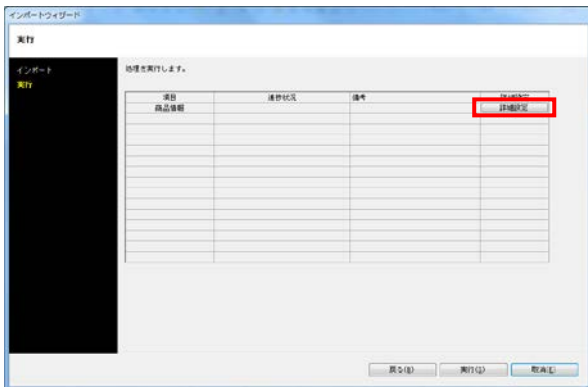 インポートウィザード
実行
インポート
実行
処理を実行します。
項目 進捗状況 備考 詳細設定
商品情報 詳細設定
戻る(B) 実行(G) 取消(E)